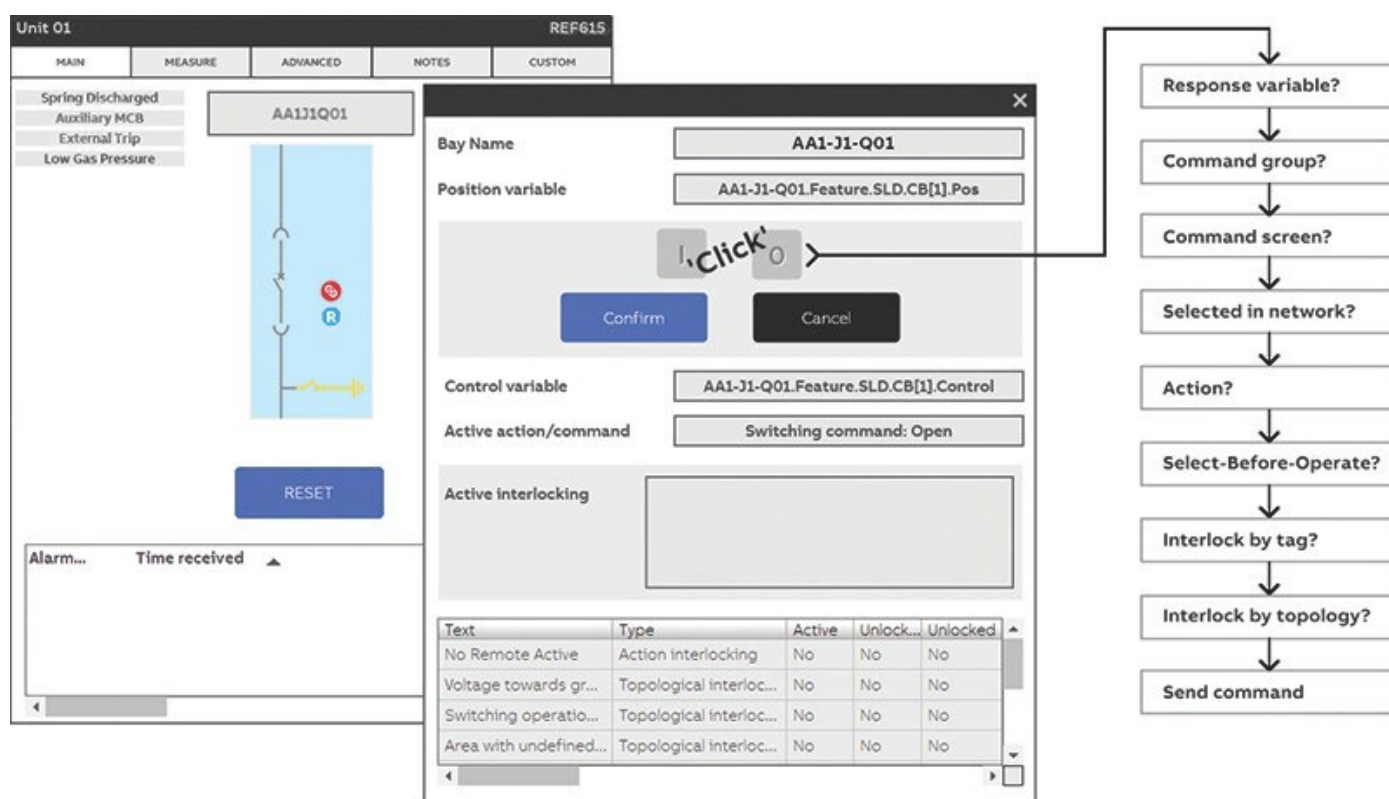 Unit 01 REF615
MAIN MEASURE ADVANCED NOTES CUSTOM
Spring Discharged
Auxiliary MCB
External Trip
Low Gas Pressure
AA1J1Q01
R
RESET
Alarm... Time received
Bay Name AA1-J1-Q01
Position variable AA1-J1-Q01.Feature.SLD.CB[1].Pos
I 'Click' O
Confirm Cancel
Control variable AA1-J1-Q01.Feature.SLD.CB[1].Control
Active action/command Switching command: Open
Active interlocking
Text Type Active Unlock... Unlocked
No Remote Active Action interlocking No No No
Voltage towards gr... Topological interloc... No No No
Switching operatio... Topological interloc... No No No
Area with undefined... Topological interloc... No No No
Response variable?
Command group?
Command screen?
Selected in network?
Action?
Select-Before-Operate?
Interlock by tag?
Interlock by topology?
Send command